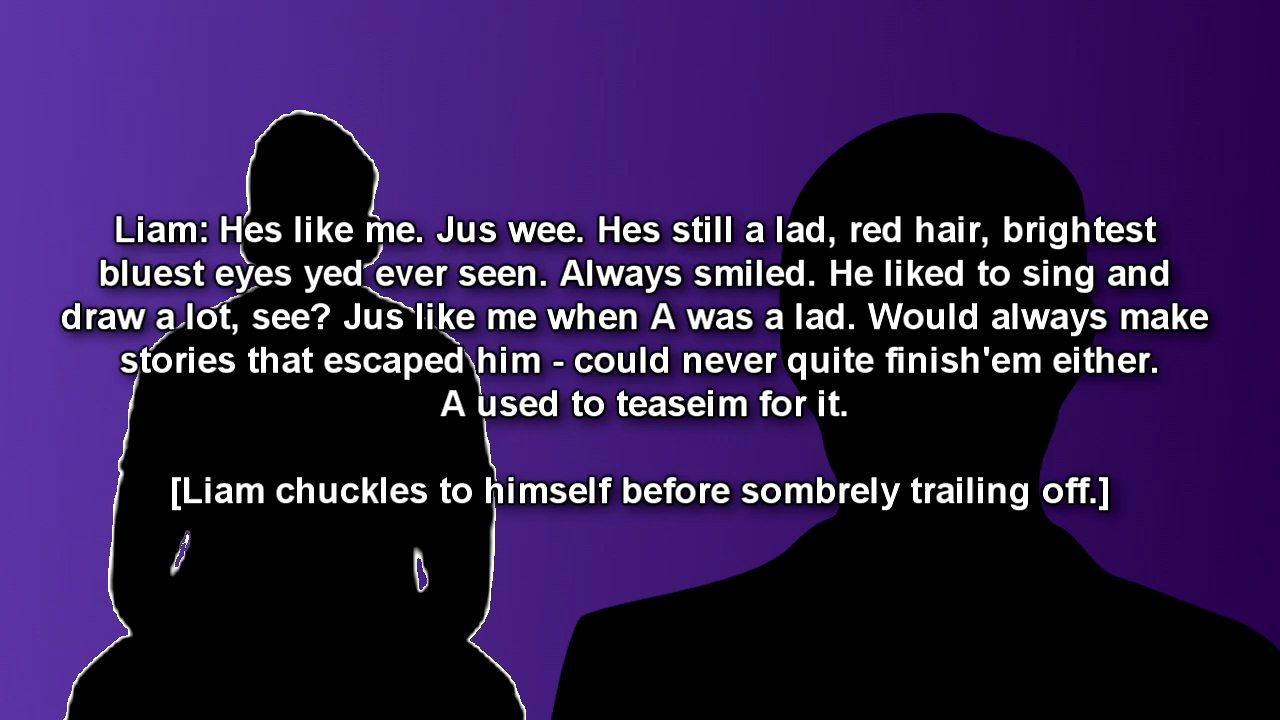 Liam: Hes like me. Jus wee. Hes still a lad, red hair, brightest
bluest eyes yed ever seen. Always smiled. He liked to sing and
draw a lot, see? Jus like me when A was a lad. Would always make
stories that escaped him - could never quite finish'em either.
A used to teaseim for it.
[Liam chuckles to himself before sombrely trailing off.]